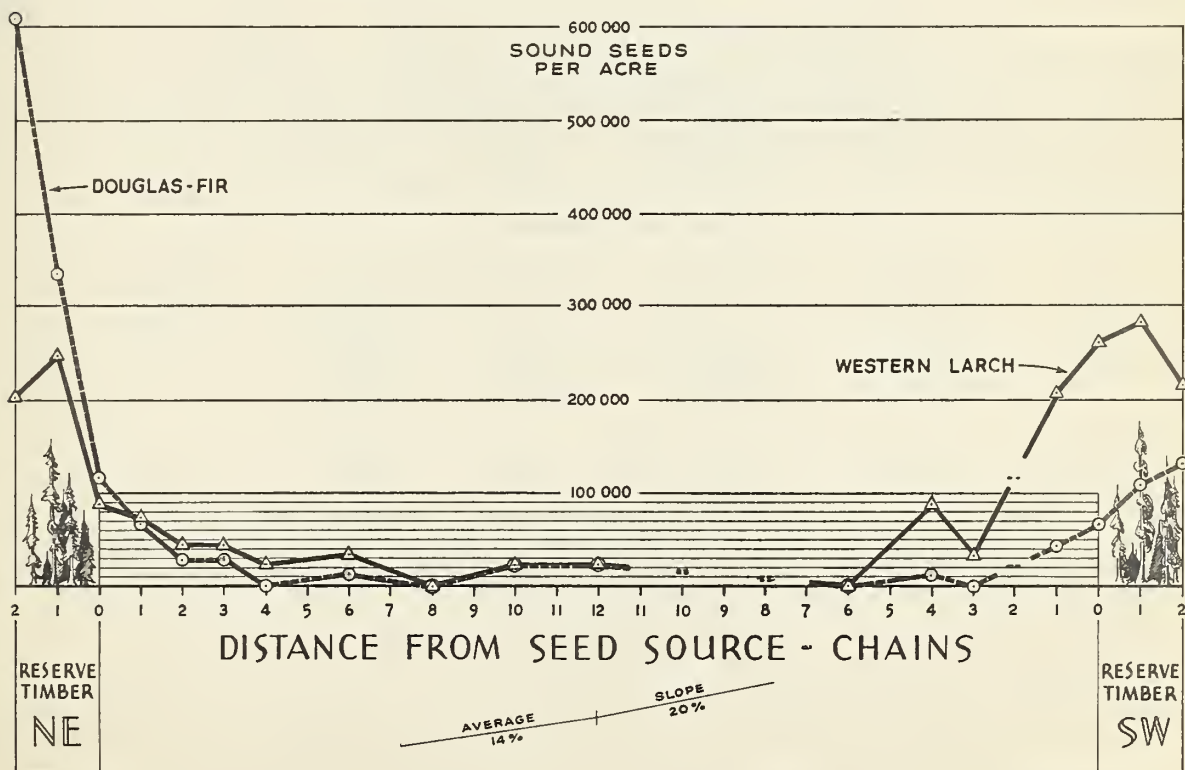 600 000
SOUND SEEDS
PER ACRE
500 000
DOUGLAS-FIR
400 000
300 000
WESTERN LARCH
200 000
100 000
2 1 0 1 2 3 4 5 6 7 8 9 10 11 12 11 10 9 8 7 6 5 4 3 2 1 0 1 2
DISTANCE FROM SEED SOURCE - CHAINS
RESERVE
TIMBER
NE
AVERAGE
14%
SLOPE
20%
RESERVE
TIMBER
SW